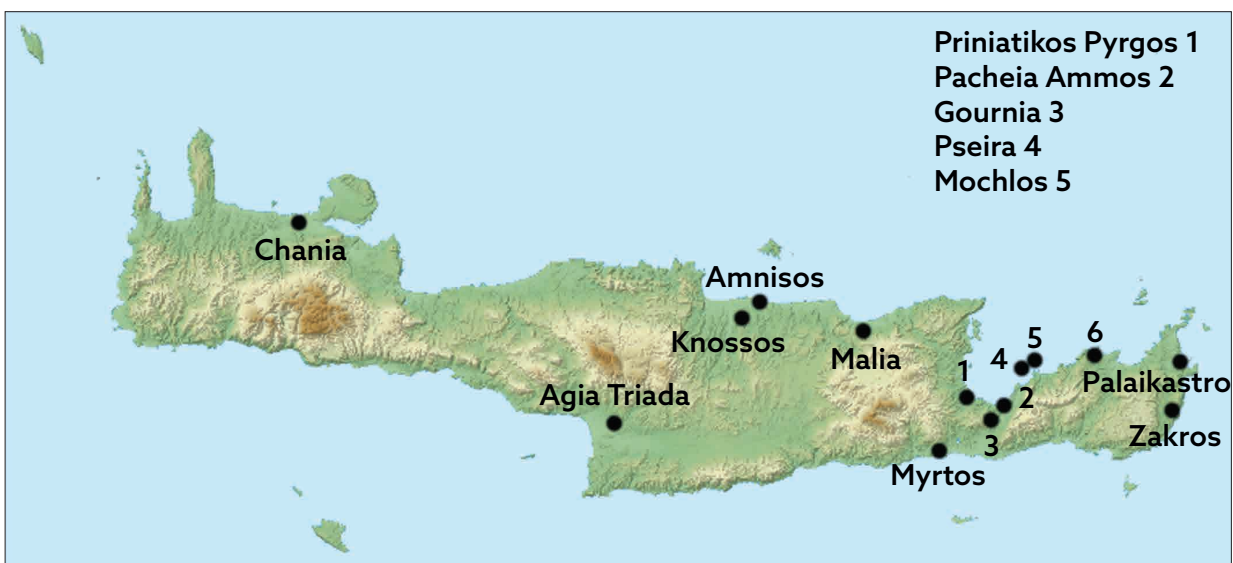 Priniatikos Pyrgos 1
Pacheia Ammos 2
Gournia 3
Pseira 4
Mochlos 5
Chania
Amnisos
Knossos
Malia
5
6
4
Palaikastro
1
Agia Triada
2
Zakros
3
Myrtos